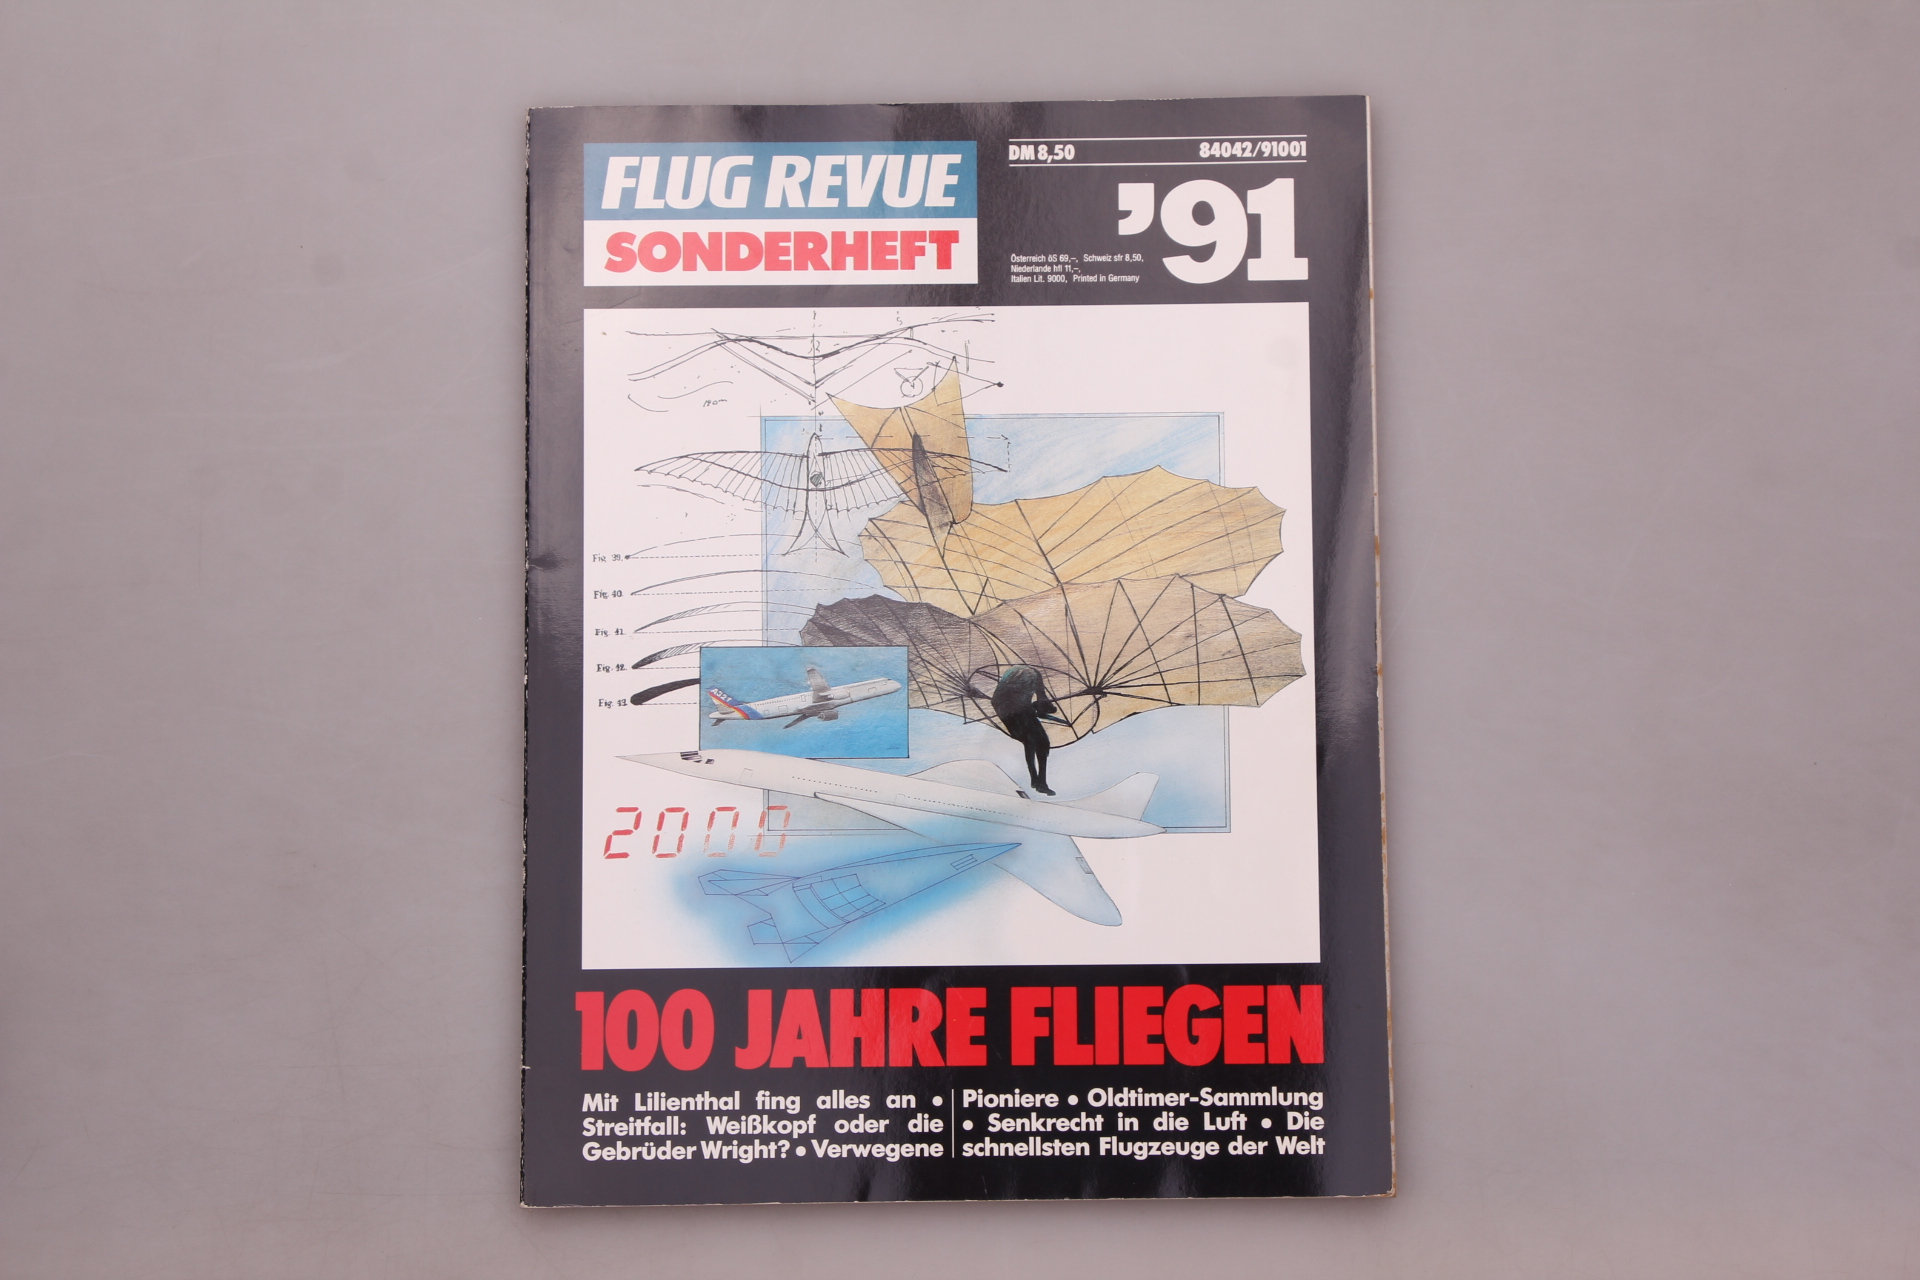 FLUG REVUE
SONDERHEFT
DM 8,50
84042/91001
'91
Österreich öS 69,–, Schweiz sfr 8,50,
Niederlande hfl 11,–,
Italien Lit. 9000, Printed in Germany
Fig. 39.
Fig. 40.
Fig. 41.
Fig. 42.
Fig. 43.
A321
2000
100 JAHRE FLIEGEN
Mit Lilienthal fing alles an •
Streitfall: Weißkopf oder die
Gebrüder Wright? • Verwegene
Pioniere • Oldtimer-Sammlung
• Senkrecht in die Luft • Die
schnellsten Flugzeuge der Welt